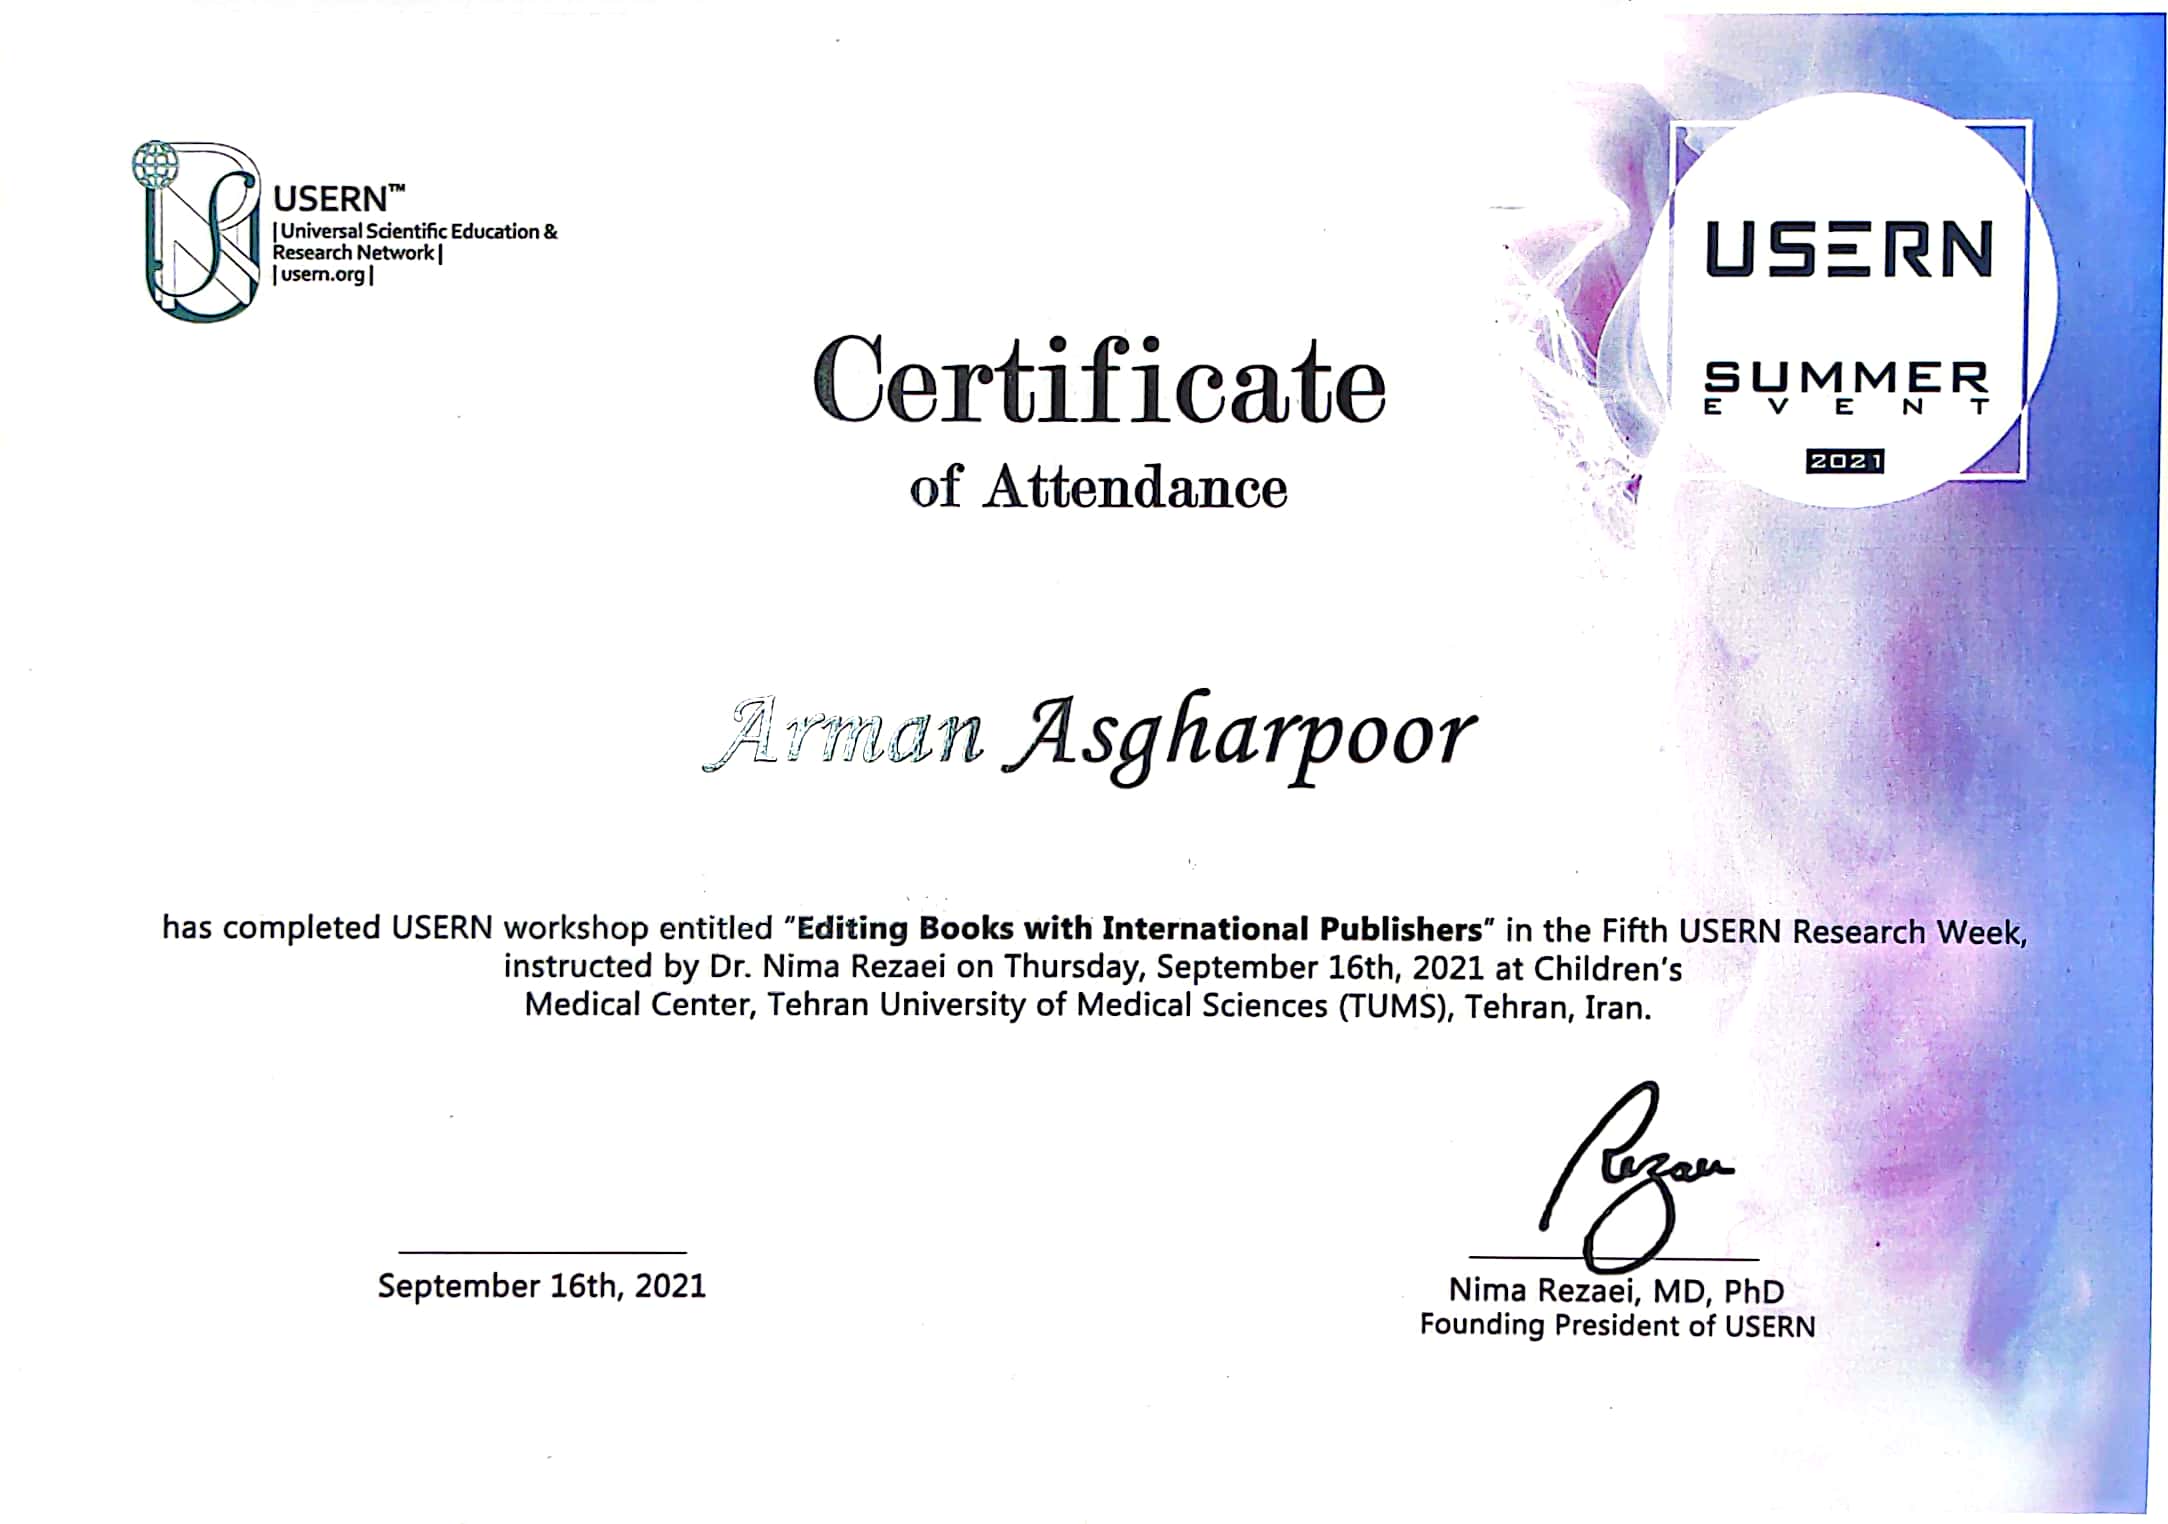 USERN™
|Universal Scientific Education &
Research Network|
|usern.org|
USERN
SUMMER
EVENT
2021
Certificate
of Attendance
Arman Asgharpoor
has completed USERN workshop entitled "Editing Books with International Publishers" in the Fifth USERN Research Week,
instructed by Dr. Nima Rezaei on Thursday, September 16th, 2021 at Children's
Medical Center, Tehran University of Medical Sciences (TUMS), Tehran, Iran.
Rezaei
September 16th, 2021
Nima Rezaei, MD, PhD
Founding President of USERN